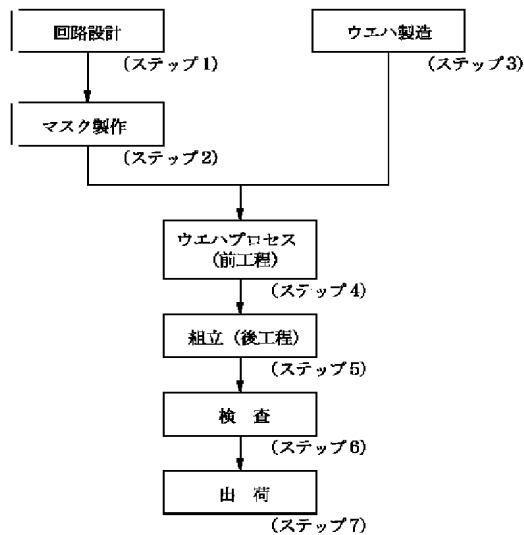 回路設計
(ステップ1)
ウエハ製造
(ステップ3)
マスク製作
(ステップ2)
ウエハプロセス
(前工程)
(ステップ4)
組立(後工程)
(ステップ5)
検 査
(ステップ6)
出 荷
(ステップ7)